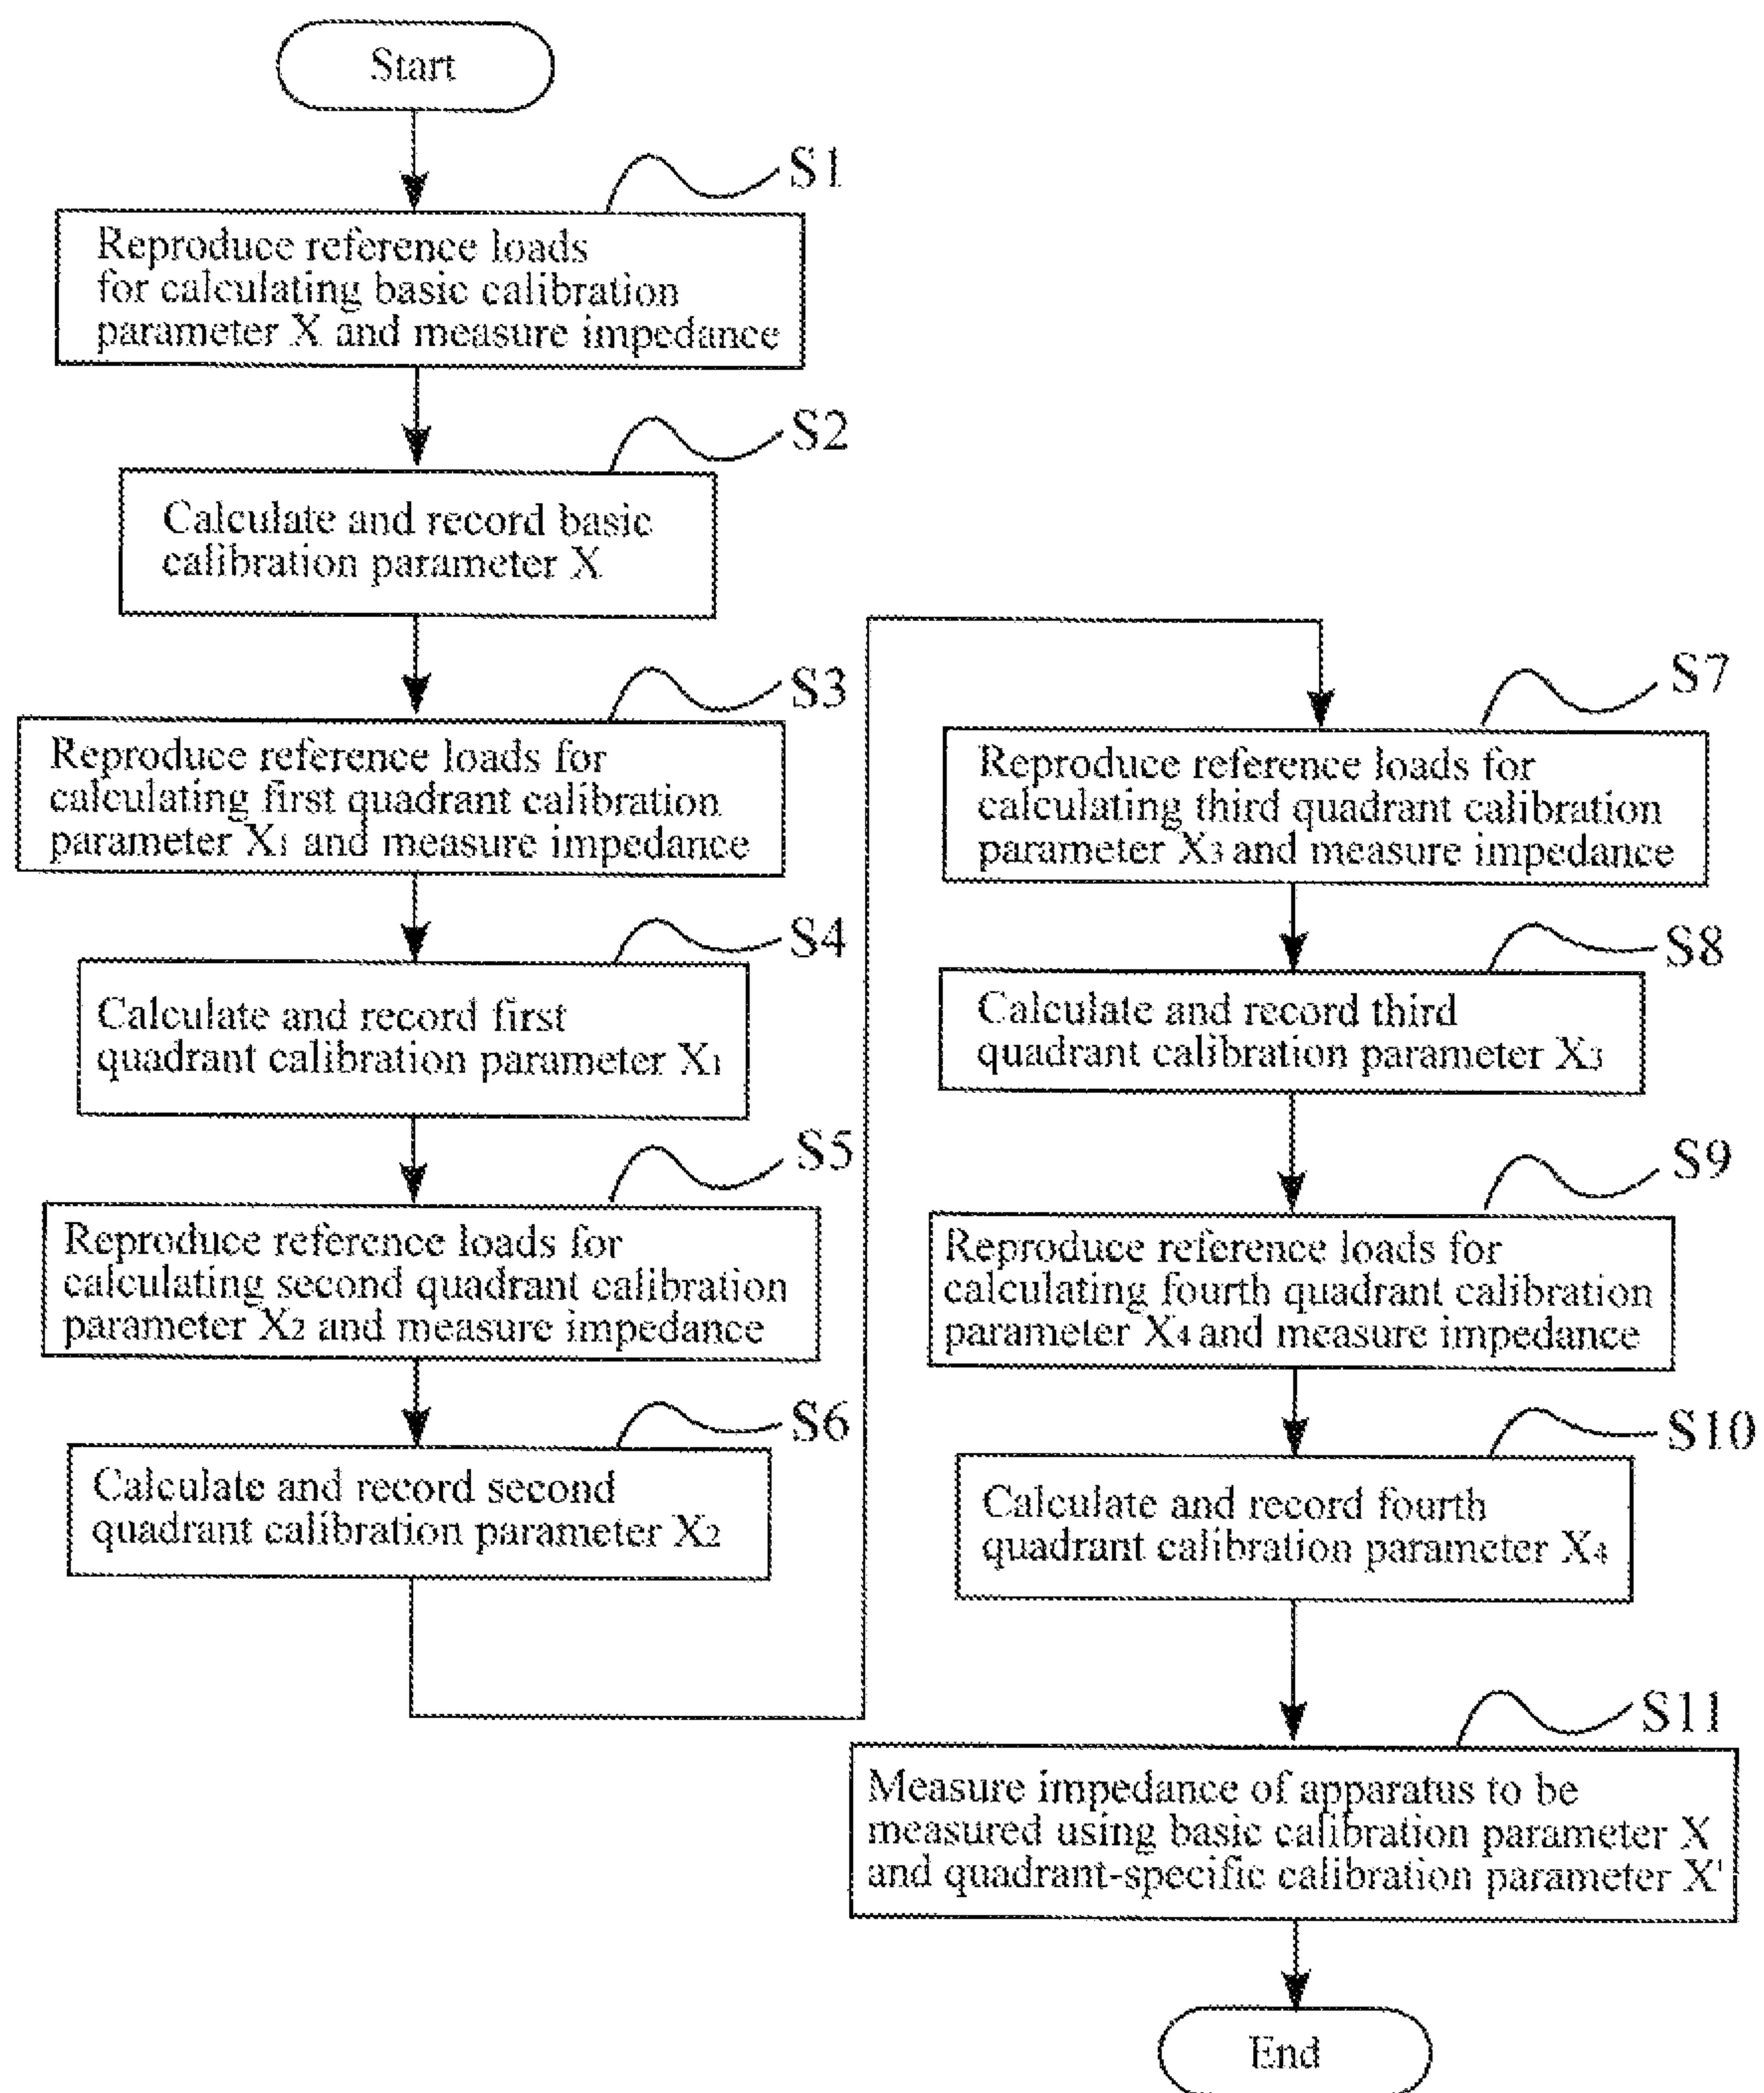 Start
S1
Reproduce reference loads
for calculating basic calibration
parameter X and measure impedance
S2
Calculate and record basic
calibration parameter X
S3
Reproduce reference loads for
calculating first quadrant calibration
parameter X1 and measure impedance
S4
Calculate and record first
quadrant calibration parameter X1
S5
Reproduce reference loads for
calculating second quadrant calibration
parameter X2 and measure impedance
S6
Calculate and record second
quadrant calibration parameter X2
S7
Reproduce reference loads for
calculating third quadrant calibration
parameter X3 and measure impedance
S8
Calculate and record third
quadrant calibration parameter X3
S9
Reproduce reference loads for
calculating fourth quadrant calibration
parameter X4 and measure impedance
S10
Calculate and record fourth
quadrant calibration parameter X4
S11
Measure impedance of apparatus to be
measured using basic calibration parameter X
and quadrant-specific calibration parameter X'
End